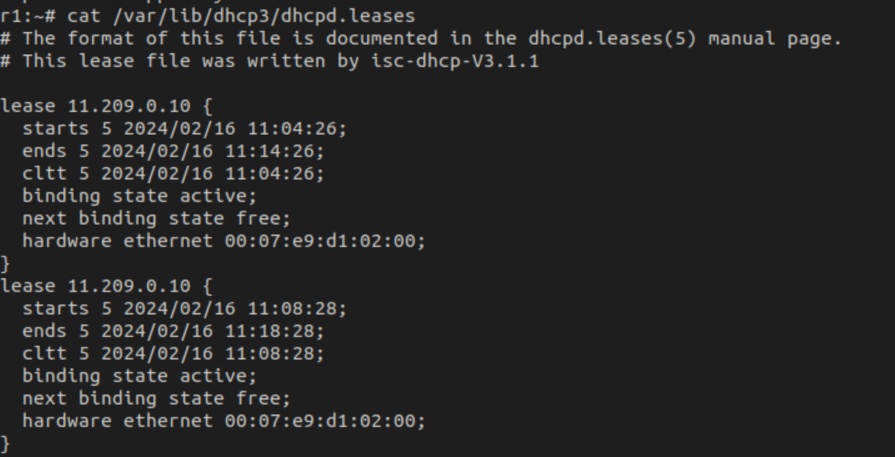 r1:~# cat /var/lib/dhcp3/dhcpd.leases
# The format of this file is documented in the dhcpd.leases(5) manual page.
# This lease file was written by isc-dhcp-V3.1.1

lease 11.209.0.10 {
  starts 5 2024/02/16 11:04:26;
  ends 5 2024/02/16 11:14:26;
  cltt 5 2024/02/16 11:04:26;
  binding state active;
  next binding state free;
  hardware ethernet 00:07:e9:d1:02:00;
}
lease 11.209.0.10 {
  starts 5 2024/02/16 11:08:28;
  ends 5 2024/02/16 11:18:28;
  cltt 5 2024/02/16 11:08:28;
  binding state active;
  next binding state free;
  hardware ethernet 00:07:e9:d1:02:00;
}